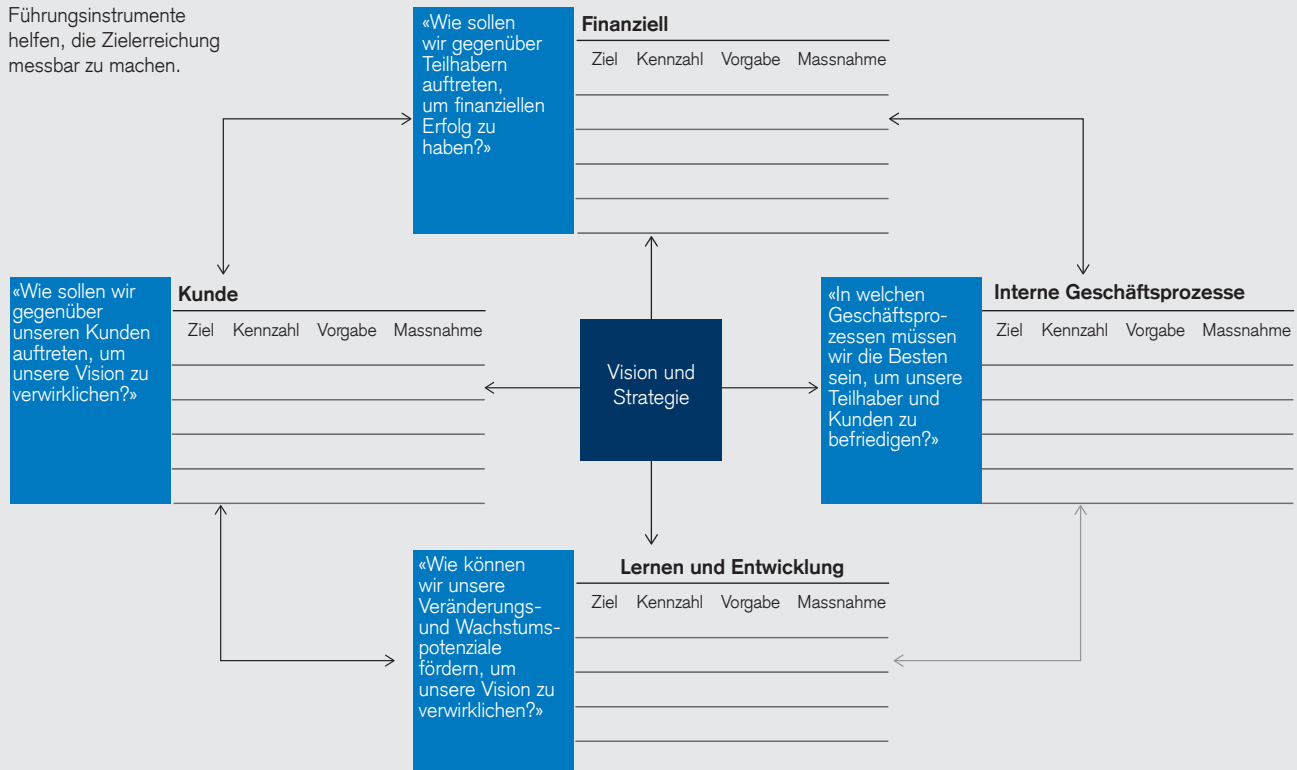 Führungsinstrumente
helfen, die Zielerreichung
messbar zu machen.
«Wie sollen
wir gegenüber
Teilhabern
auftreten,
um finanziellen
Erfolg zu
haben?»
Finanziell
Ziel Kennzahl Vorgabe Massnahme
«Wie sollen wir
gegenüber
unseren Kunden
auftreten, um
unsere Vision zu
verwirklichen?»
Kunde
Ziel Kennzahl Vorgabe Massnahme
Vision und
Strategie
«In welchen
Geschäftspro-
zessen müssen
wir die Besten
sein, um unsere
Teilhaber und
Kunden zu
befriedigen?»
Interne Geschäftsprozesse
Ziel Kennzahl Vorgabe Massnahme
«Wie können
wir unsere
Veränderungs-
und Wachstums-
potenziale
fördern, um
unsere Vision zu
verwirklichen?»
Lernen und Entwicklung
Ziel Kennzahl Vorgabe Massnahme